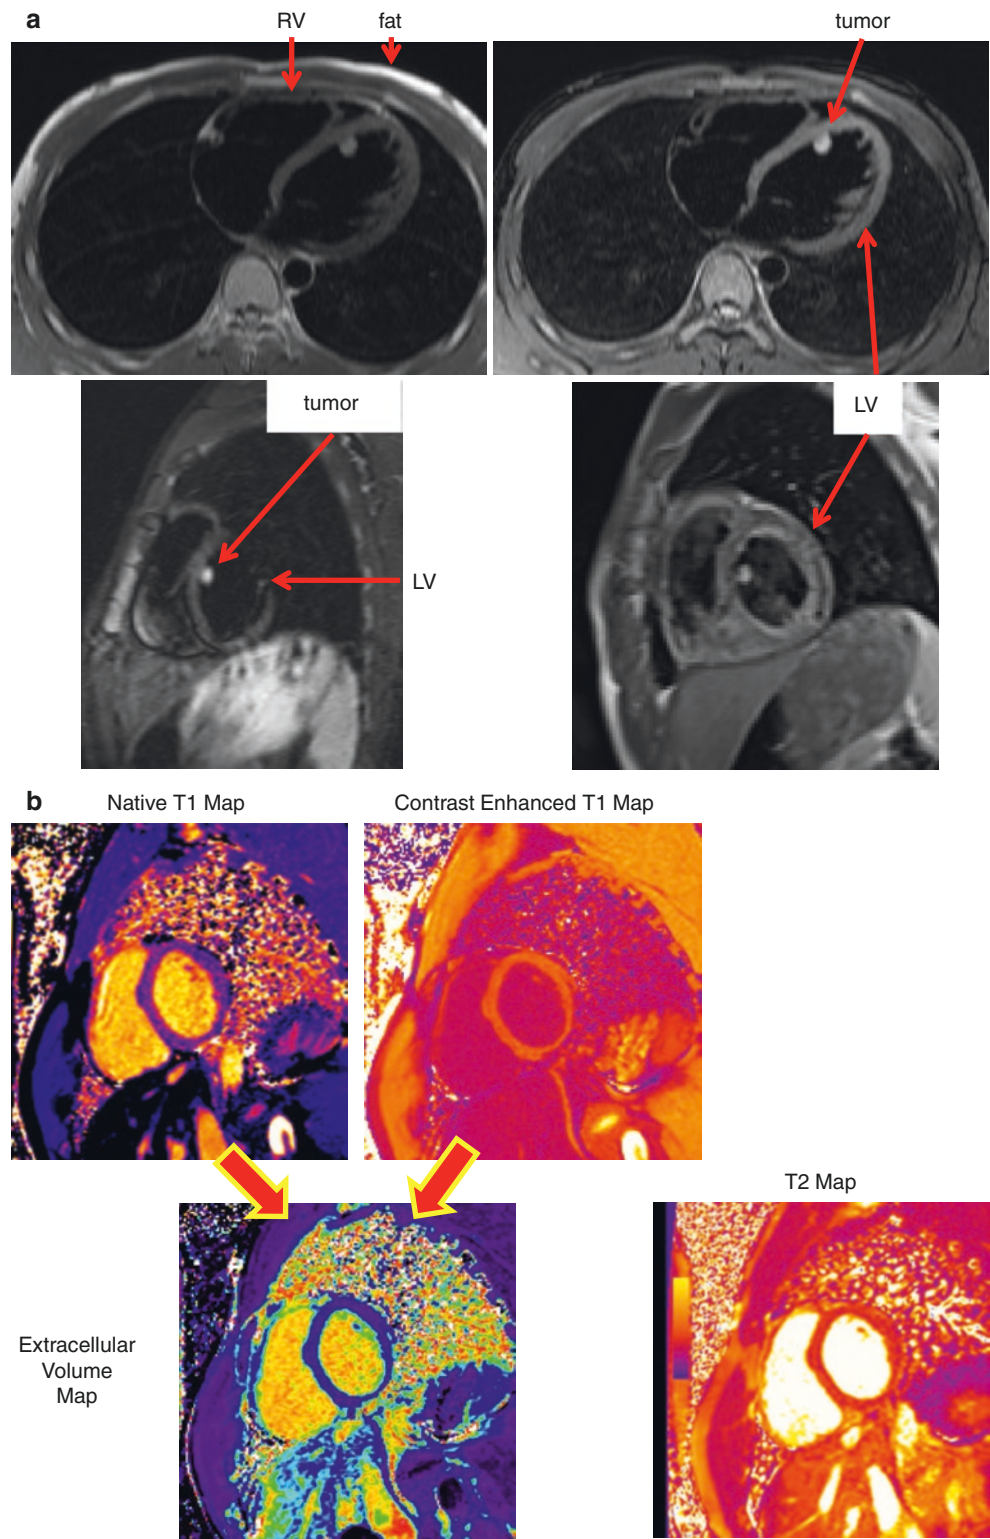 a
RV
fat
tumor
tumor
LV
LV
b
Native T1 Map
Contrast Enhanced T1 Map
T2 Map
Extracellular
Volume
Map